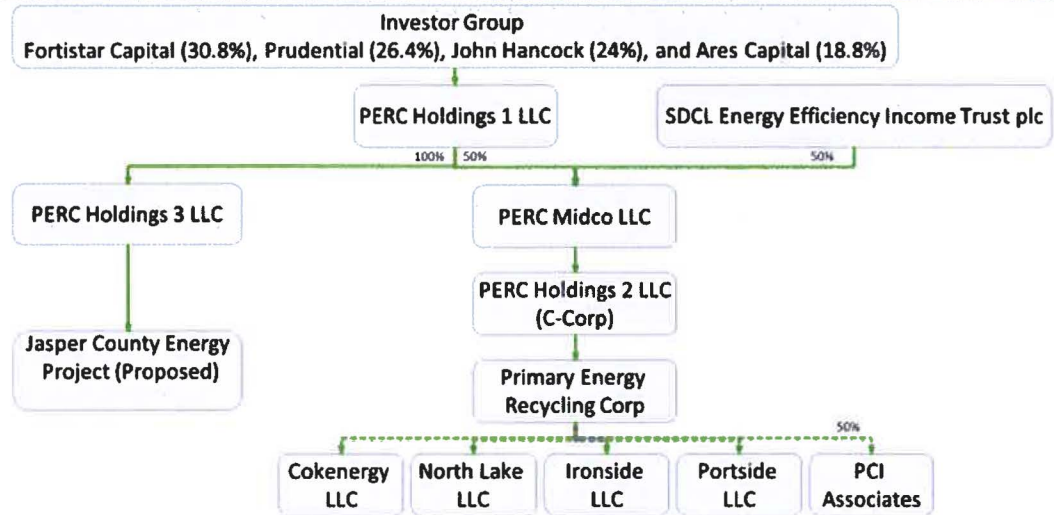 Investor Group
Fortistar Capital (30.8%), Prudential (26.4%), John Hancock (24%), and Ares Capital (18.8%)
PERC Holdings 1 LLC
SDCL Energy Efficiency Income Trust plc
100%
50%
50%
PERC Holdings 3 LLC
PERC Midco LLC
PERC Holdings 2 LLC
(C-Corp)
Jasper County Energy
Project (Proposed)
Primary Energy
Recycling Corp
50%
Cokenergy
LLC
North Lake
LLC
Ironside
LLC
Portside
LLC
PCI
Associates